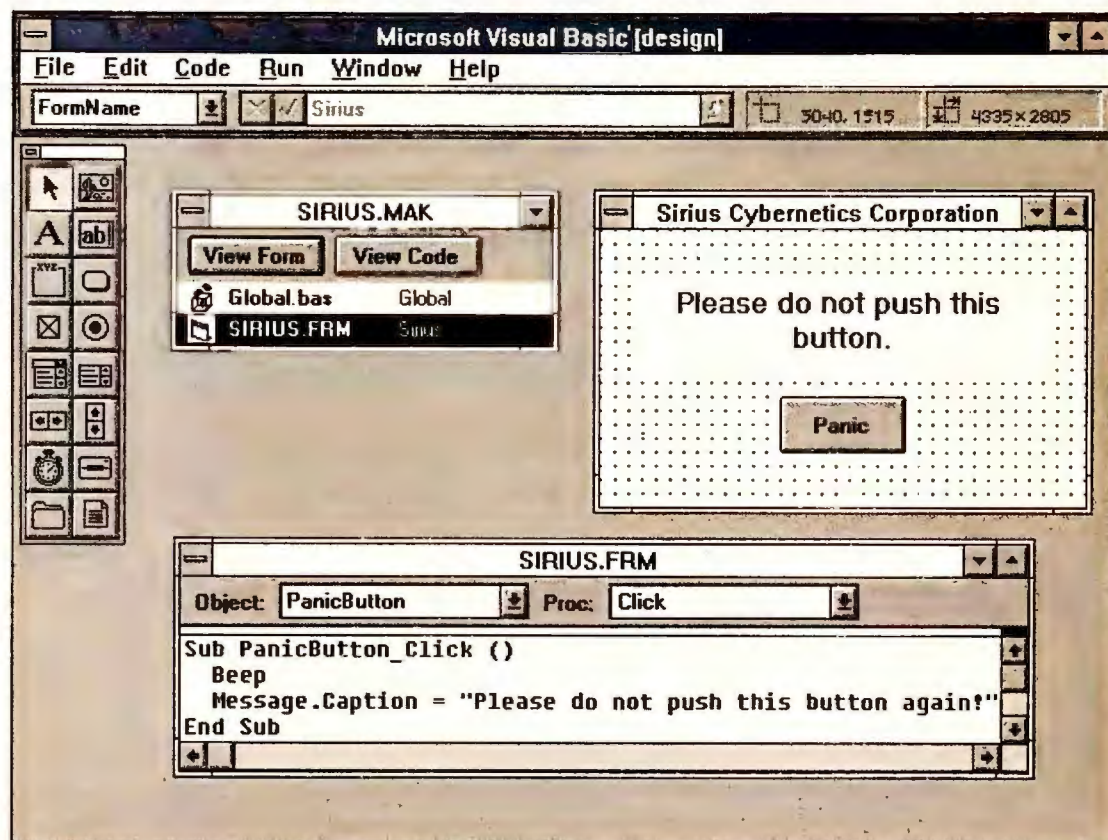 Microsoft Visual Basic [design]
File Edit Code Run Window Help
FormName Sirius 5040, 1515 4335×2805
A ab
XYZ
SIRIUS.MAK
View Form View Code
Global.bas Global
SIRIUS.FRM Sirius
Sirius Cybernetics Corporation
Please do not push this
button.
Panic
SIRIUS.FRM
Object: PanicButton Proc: Click
Sub PanicButton_Click ()
Beep
Message.Caption = "Please do not push this button again!"
End Sub